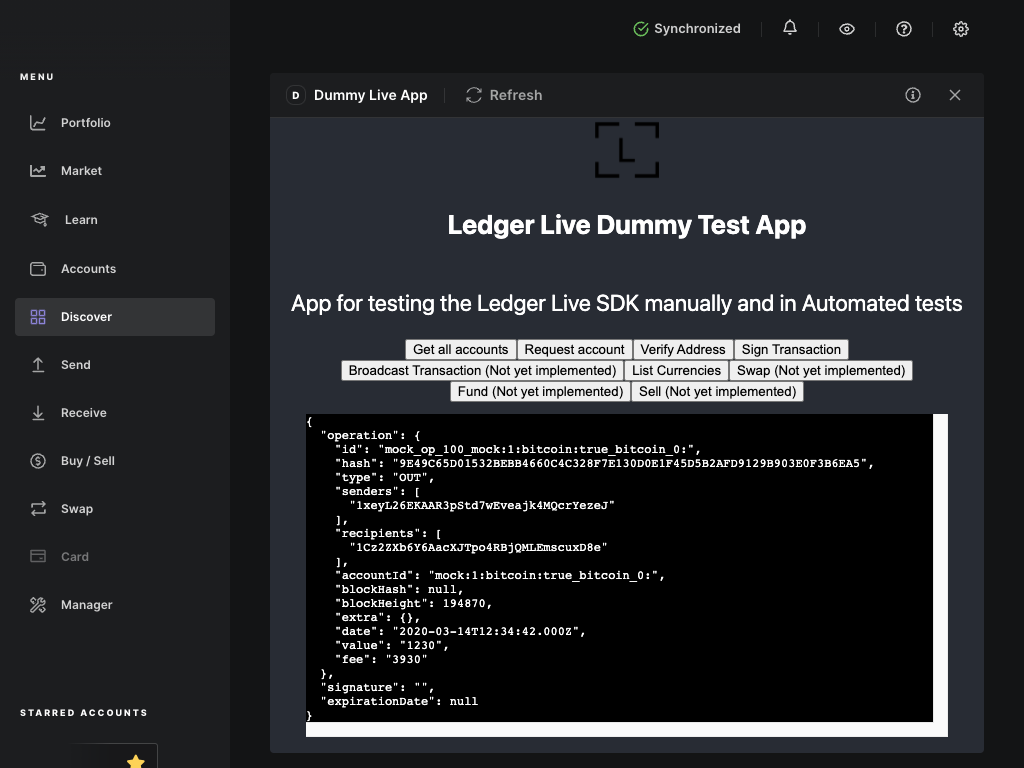 Synchronized
MENU
Portfolio
Market
Learn
Accounts
Discover
Send
Receive
Buy / Sell
Swap
Card
Manager
STARRED ACCOUNTS
D Dummy Live App
Refresh
L
Ledger Live Dummy Test App
App for testing the Ledger Live SDK manually and in Automated tests
Get all accounts Request account Verify Address Sign Transaction
Broadcast Transaction (Not yet implemented) List Currencies Swap (Not yet implemented)
Fund (Not yet implemented) Sell (Not yet implemented)
{
"operation": {
"id": "mock_op_100_mock:1:bitcoin:true_bitcoin_0:",
"hash": "9E49C65D01532BEBB4660C4C328F7E130D0E1F45D5B2AFD9129B903E0F3B6EA5",
"type": "OUT",
"senders": [
"1xeyL26EKAAR3pStd7wEveajk4MQcrYezeJ"
],
"recipients": [
"1Cz2ZXb6Y6AacXJTpo4RBjQMLEmscuxD8e"
],
"accountId": "mock:1:bitcoin:true_bitcoin_0:",
"blockHash": null,
"blockHeight": 194870,
"extra": {},
"date": "2020-03-14T12:34:42.000Z",
"value": "1230",
"fee": "3930"
},
"signature": "",
"expirationDate": null
}